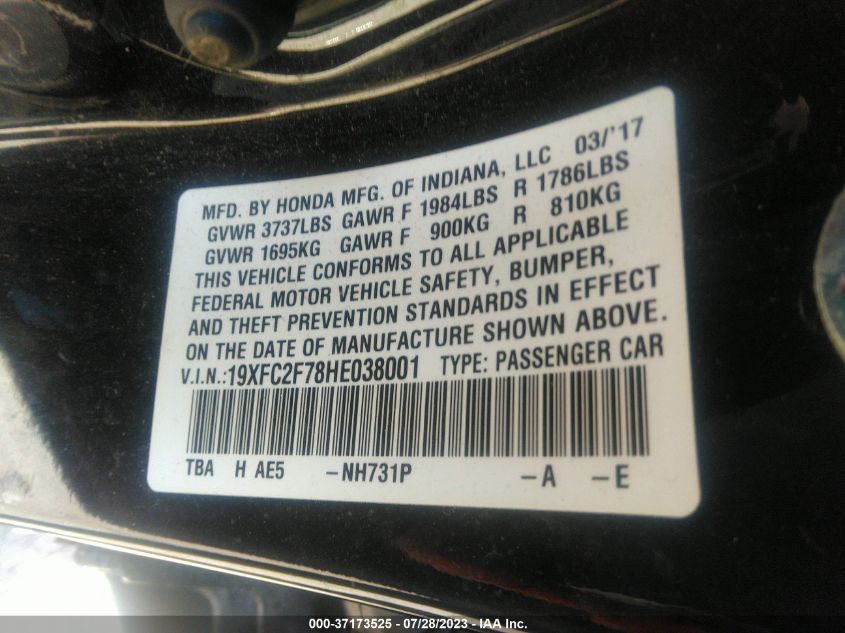 MFD. BY HONDA MFG. OF INDIANA, LLC 03/'17
GVWR 3737LBS GAWR F 1984LBS R 1786LBS
GVWR 1695KG GAWR F 900KG R 810KG
THIS VEHICLE CONFORMS TO ALL APPLICABLE
FEDERAL MOTOR VEHICLE SAFETY, BUMPER,
AND THEFT PREVENTION STANDARDS IN EFFECT
ON THE DATE OF MANUFACTURE SHOWN ABOVE.
V.I.N.:19XFC2F78HE038001 TYPE: PASSENGER CAR
TBA H AE5 -NH731P -A -E
000-37173525 - 07/28/2023 - IAA Inc.